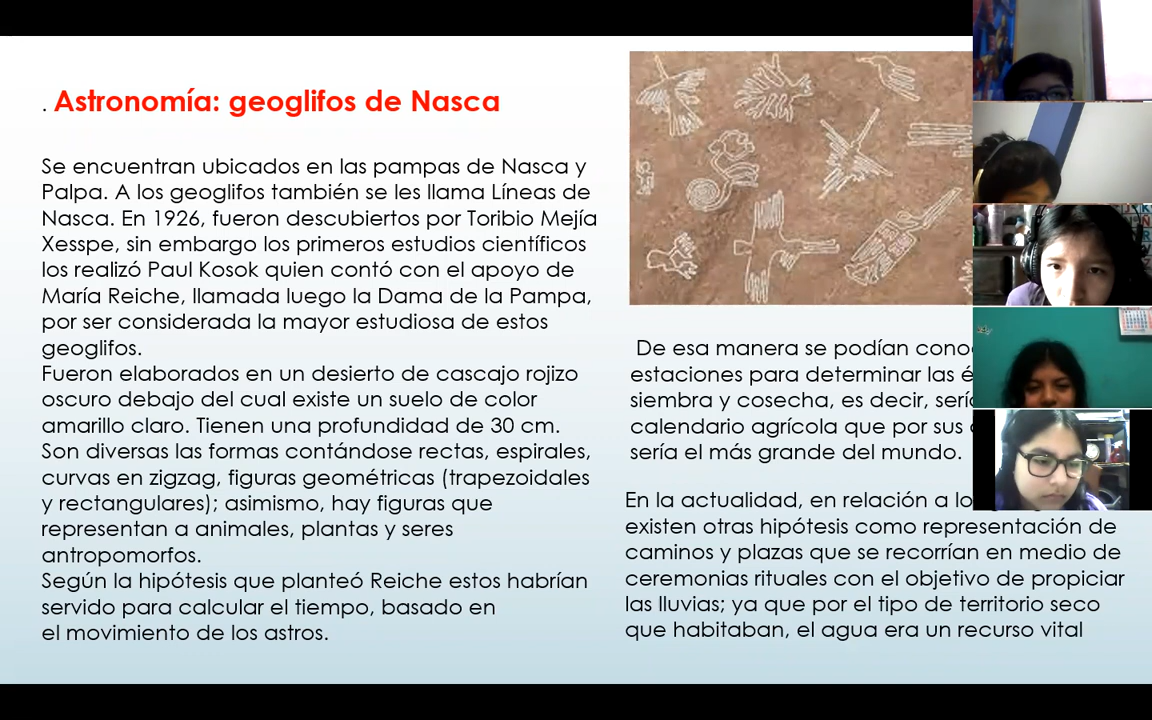 . Astronomía: geoglifos de Nasca
Se encuentran ubicados en las pampas de Nasca y
Palpa. A los geoglifos también se les llama Líneas de
Nasca. En 1926, fueron descubiertos por Toribio Mejía
Xesspe, sin embargo los primeros estudios científicos
los realizó Paul Kosok quien contó con el apoyo de
María Reiche, llamada luego la Dama de la Pampa,
por ser considerada la mayor estudiosa de estos
geoglifos.
Fueron elaborados en un desierto de cascajo rojizo
oscuro debajo del cual existe un suelo de color
amarillo claro. Tienen una profundidad de 30 cm.
Son diversas las formas contándose rectas, espirales,
curvas en zigzag, figuras geométricas (trapezoidales
y rectangulares); asimismo, hay figuras que
representan a animales, plantas y seres
antropomorfos.
Según la hipótesis que planteó Reiche estos habrían
servido para calcular el tiempo, basado en
el movimiento de los astros.
De esa manera se podían
estaciones para determinar las
siembra y cosecha, es decir,
calendario agrícola que por sus
sería el más grande del mundo.
En la actualidad, en relación a
existen otras hipótesis como representación de
caminos y plazas que se recorrían en medio de
ceremonias rituales con el objetivo de propiciar
las lluvias; ya que por el tipo de territorio seco
que habitaban, el agua era un recurso vital